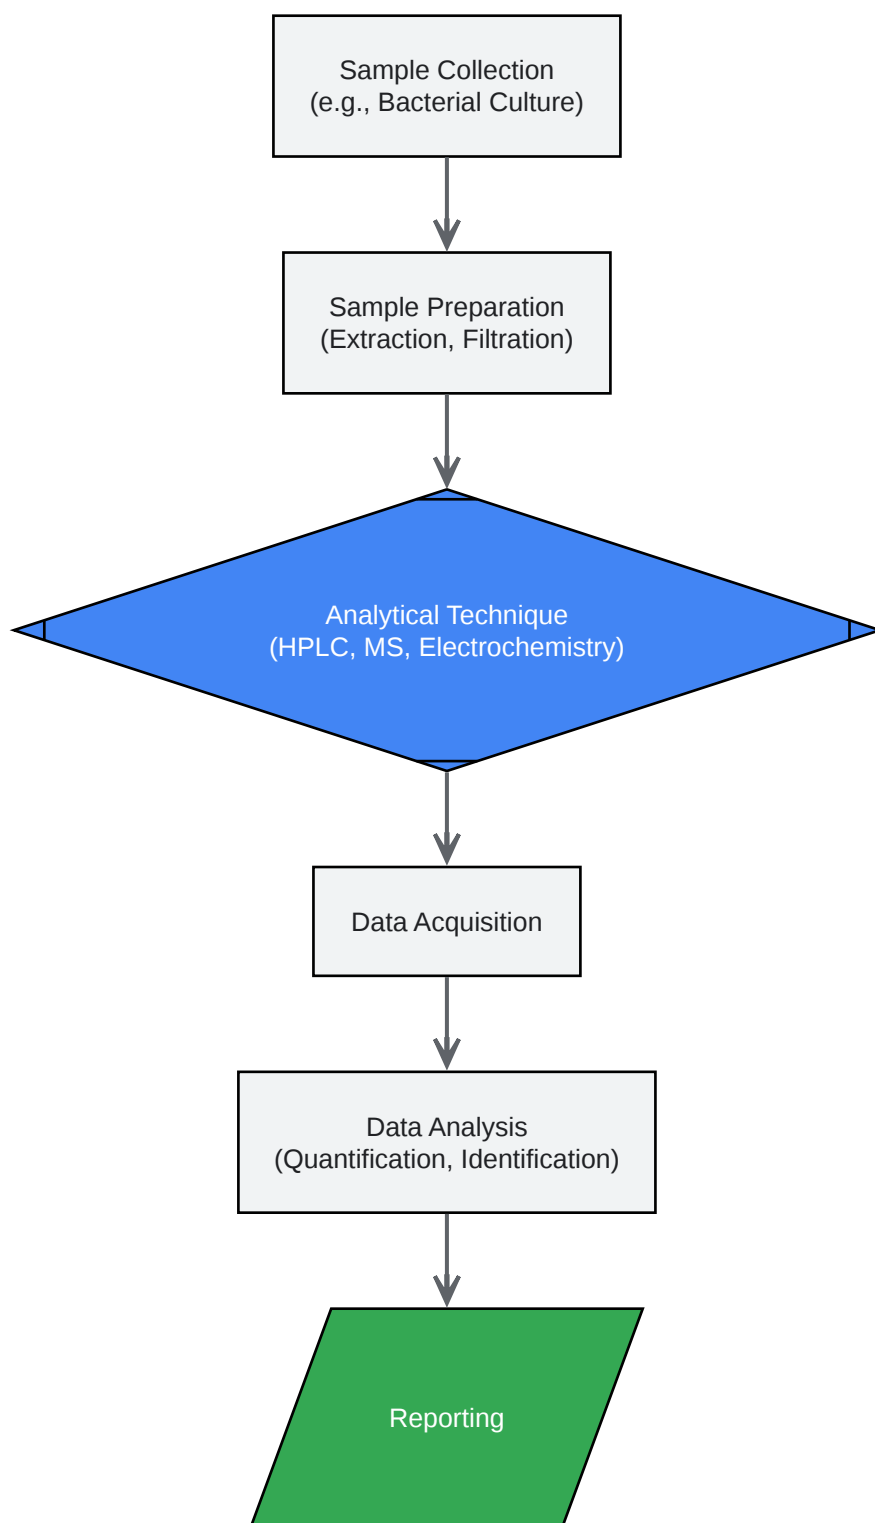 Sample Collection
(e.g., Bacterial Culture)
Sample Preparation
(Extraction, Filtration)
Analytical Technique
(HPLC, MS, Electrochemistry)
Data Acquisition
Data Analysis
(Quantification, Identification)
Reporting